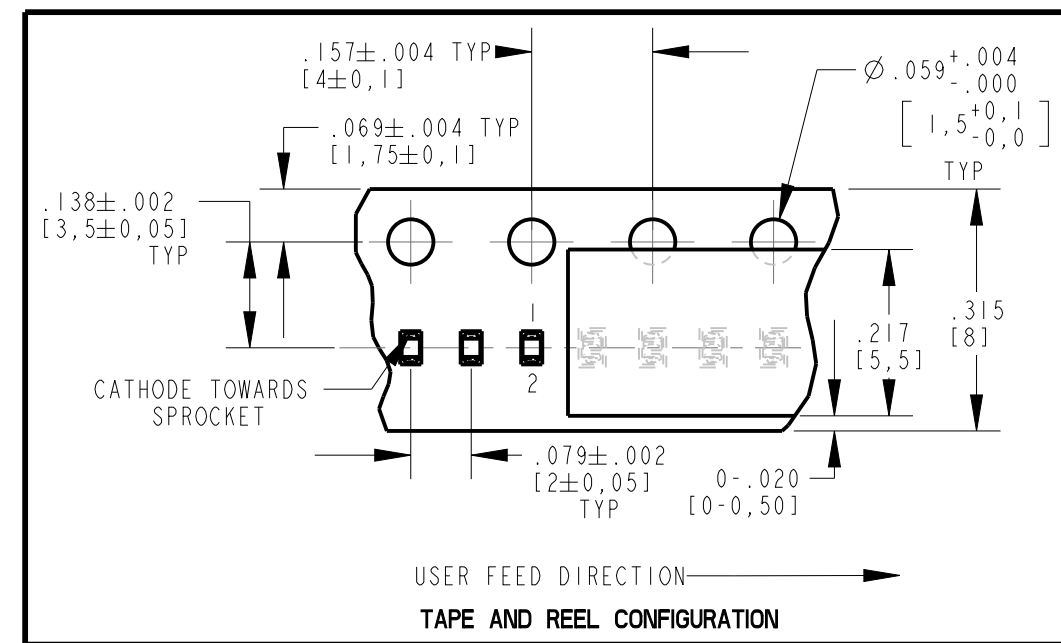 .157±.004 TYP
[4±0,1]
.069±.004 TYP
[1,75±0,1]
.138±.002
[3,5±0,05]
TYP
Ø.059+.004
-.000
[1,5+0,1
-0,0]
TYP
1
2
.315
[8]
.217
[5,5]
CATHODE TOWARDS
SPROCKET
.079±.002
[2±0,05]
TYP
0-.020
[0-0,50]
USER FEED DIRECTION
TAPE AND REEL CONFIGURATION